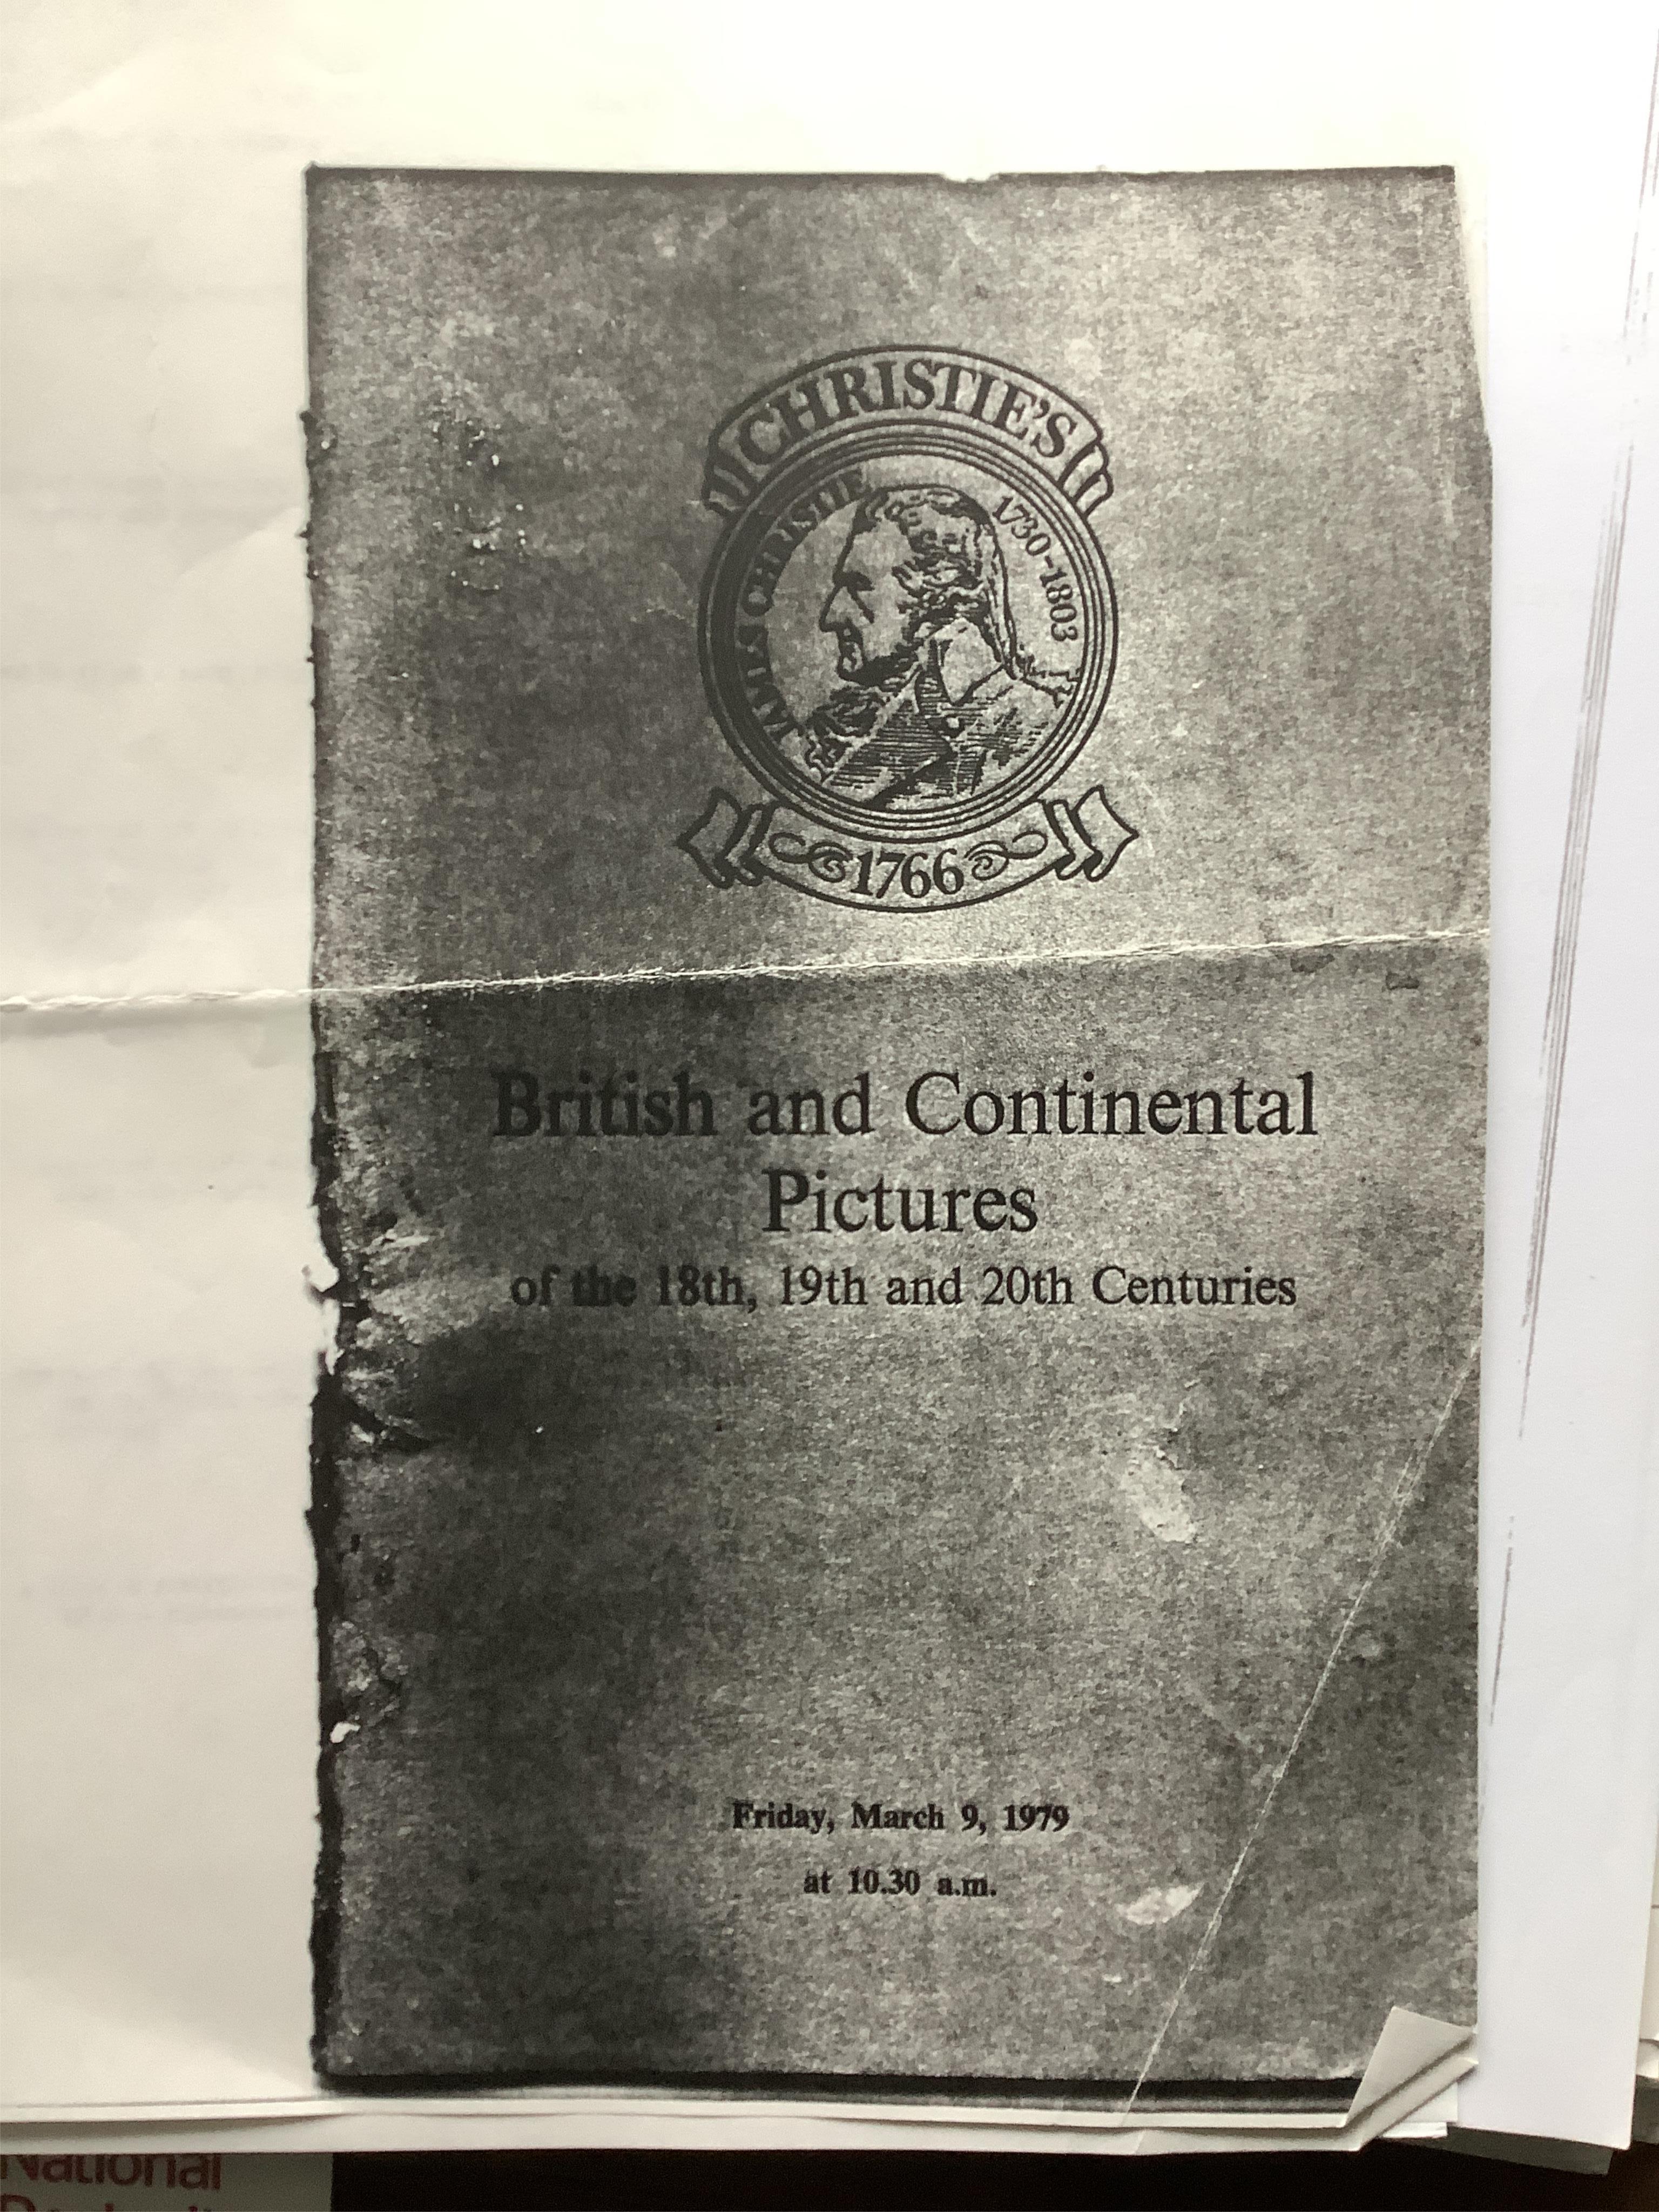 CHRISTIE'S
JAMES CHRISTIE 1730-1803
1766
British and Continental
Pictures
of the 18th, 19th and 20th Centuries
Friday, March 9, 1979
at 10.30 a.m.
National